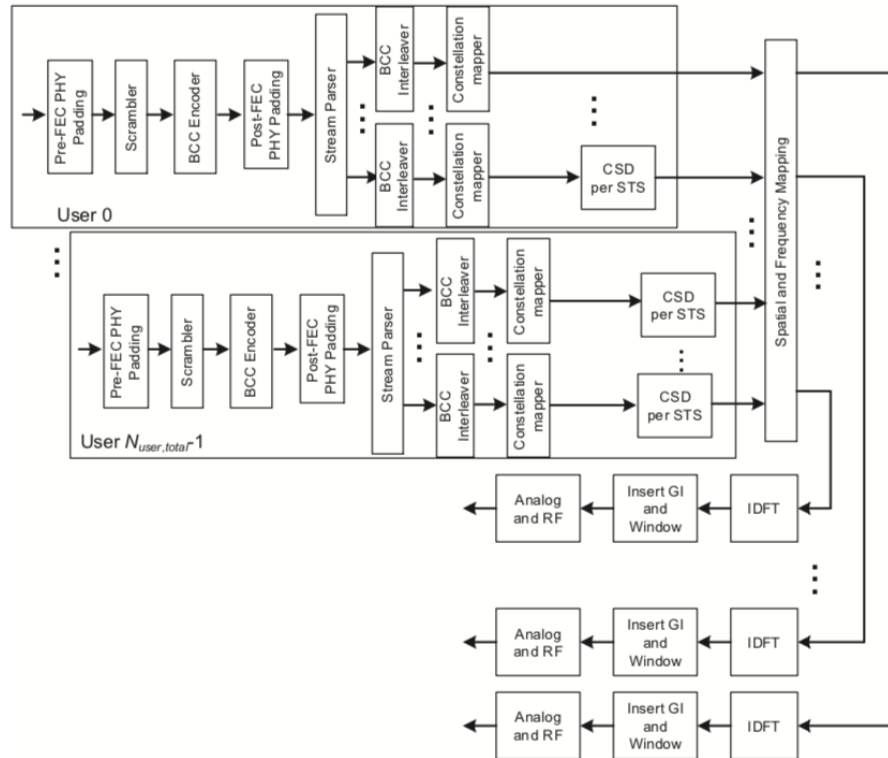 Pre-FEC PHY
Padding
Scrambler
BCC Encoder
Post-FEC
PHY Padding
Stream Parser
BCC
Interleaver
Constellation
mapper
BCC
Interleaver
Constellation
mapper
CSD
per STS
User 0
Spatial and Frequency Mapping
Pre-FEC PHY
Padding
Scrambler
BCC Encoder
Post-FEC
PHY Padding
Stream Parser
BCC
Interleaver
Constellation
mapper
CSD
per STS
BCC
Interleaver
Constellation
mapper
CSD
per STS
User N_user,total-1
Analog
and RF
Insert GI
and
Window
IDFT
Analog
and RF
Insert GI
and
Window
IDFT
Analog
and RF
Insert GI
and
Window
IDFT